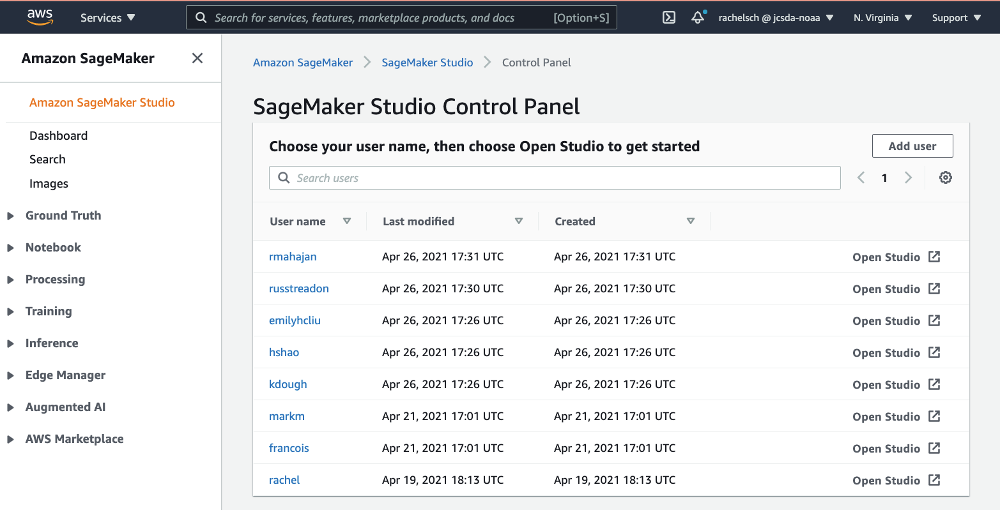 aws Services Search for services, features, marketplace products, and docs [Option+S] rachelsch @ jcsda-noaa N. Virginia Support
Amazon SageMaker
Amazon SageMaker Studio
Dashboard
Search
Images
Ground Truth
Notebook
Processing
Training
Inference
Edge Manager
Augmented AI
AWS Marketplace
Amazon SageMaker SageMaker Studio Control Panel
SageMaker Studio Control Panel
Choose your user name, then choose Open Studio to get started Add user
Search users 1
User name Last modified Created
rmahajan Apr 26, 2021 17:31 UTC Apr 26, 2021 17:31 UTC Open Studio
russtreadon Apr 26, 2021 17:30 UTC Apr 26, 2021 17:30 UTC Open Studio
emilyhcliu Apr 26, 2021 17:26 UTC Apr 26, 2021 17:26 UTC Open Studio
hshao Apr 26, 2021 17:26 UTC Apr 26, 2021 17:26 UTC Open Studio
kdough Apr 26, 2021 17:26 UTC Apr 26, 2021 17:26 UTC Open Studio
markm Apr 21, 2021 17:01 UTC Apr 21, 2021 17:01 UTC Open Studio
francois Apr 21, 2021 17:01 UTC Apr 21, 2021 17:01 UTC Open Studio
rachel Apr 19, 2021 18:13 UTC Apr 19, 2021 18:13 UTC Open Studio